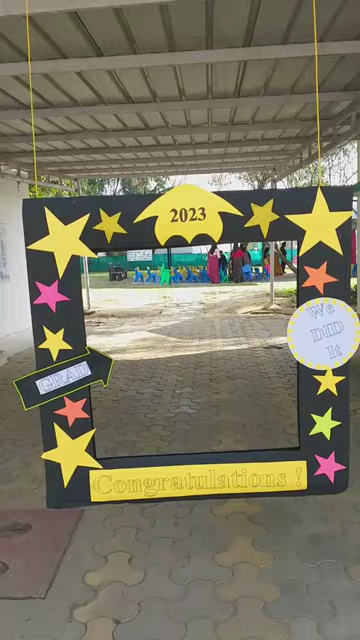 2023
We
DID
It
GRAD
Congratulations !